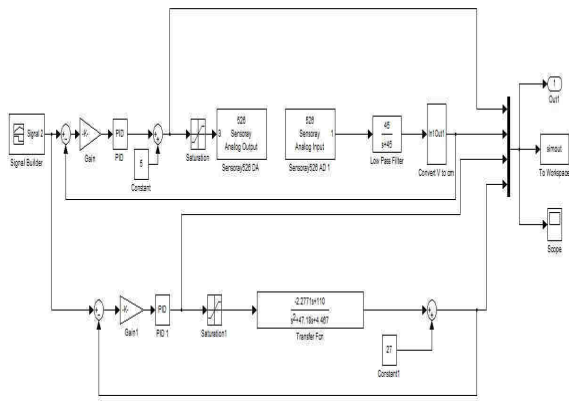 Signal 2
Signal Builder
-K-
Gain
PID
PID
5
Constant
Saturation
3
526
Sensoray
Analog Output
Sensoray526 DA
526
Sensoray
Analog Input
1
Sensoray526 AD 1
46
s+46
Low Pass Filter
In1 Out1
Convert V to cm
1
Out1
simout
To Workspace
Scope
-K-
Gain1
PID
PID 1
Saturation1
-2.2771s+110
Transfer Fcn
27
Constant1